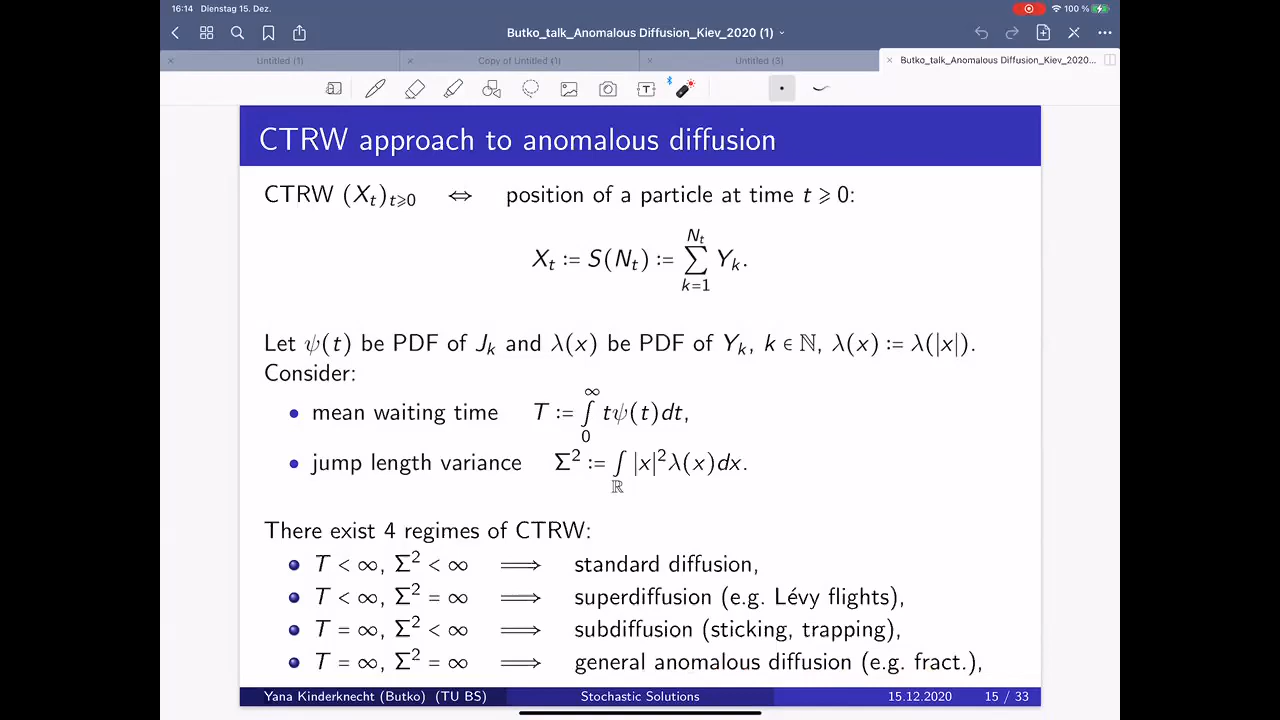 16:14 Dienstag 15. Dez.
100 %
Butko_talk_Anomalous Diffusion_Kiev_2020 (1)
Untitled (1)
Copy of Untitled (1)
Untitled (3)
Butko_talk_Anomalous Diffusion_Kiev_2020...
T
CTRW approach to anomalous diffusion
CTRW (X_t)_{t⩾0} ⇔ position of a particle at time t ⩾ 0:
X_t := S(N_t) := ∑_{k=1}^{N_t} Y_k.
Let ψ(t) be PDF of J_k and λ(x) be PDF of Y_k, k ∈ ℕ, λ(x) := λ(|x|).
Consider:
• mean waiting time T := ∫_0^∞ tψ(t)dt,
• jump length variance Σ² := ∫_ℝ |x|²λ(x)dx.
There exist 4 regimes of CTRW:
• T < ∞, Σ² < ∞ ⟹ standard diffusion,
• T < ∞, Σ² = ∞ ⟹ superdiffusion (e.g. Lévy flights),
• T = ∞, Σ² < ∞ ⟹ subdiffusion (sticking, trapping),
• T = ∞, Σ² = ∞ ⟹ general anomalous diffusion (e.g. fract.),
Yana Kinderknecht (Butko) (TU BS) Stochastic Solutions 15.12.2020 15 / 33